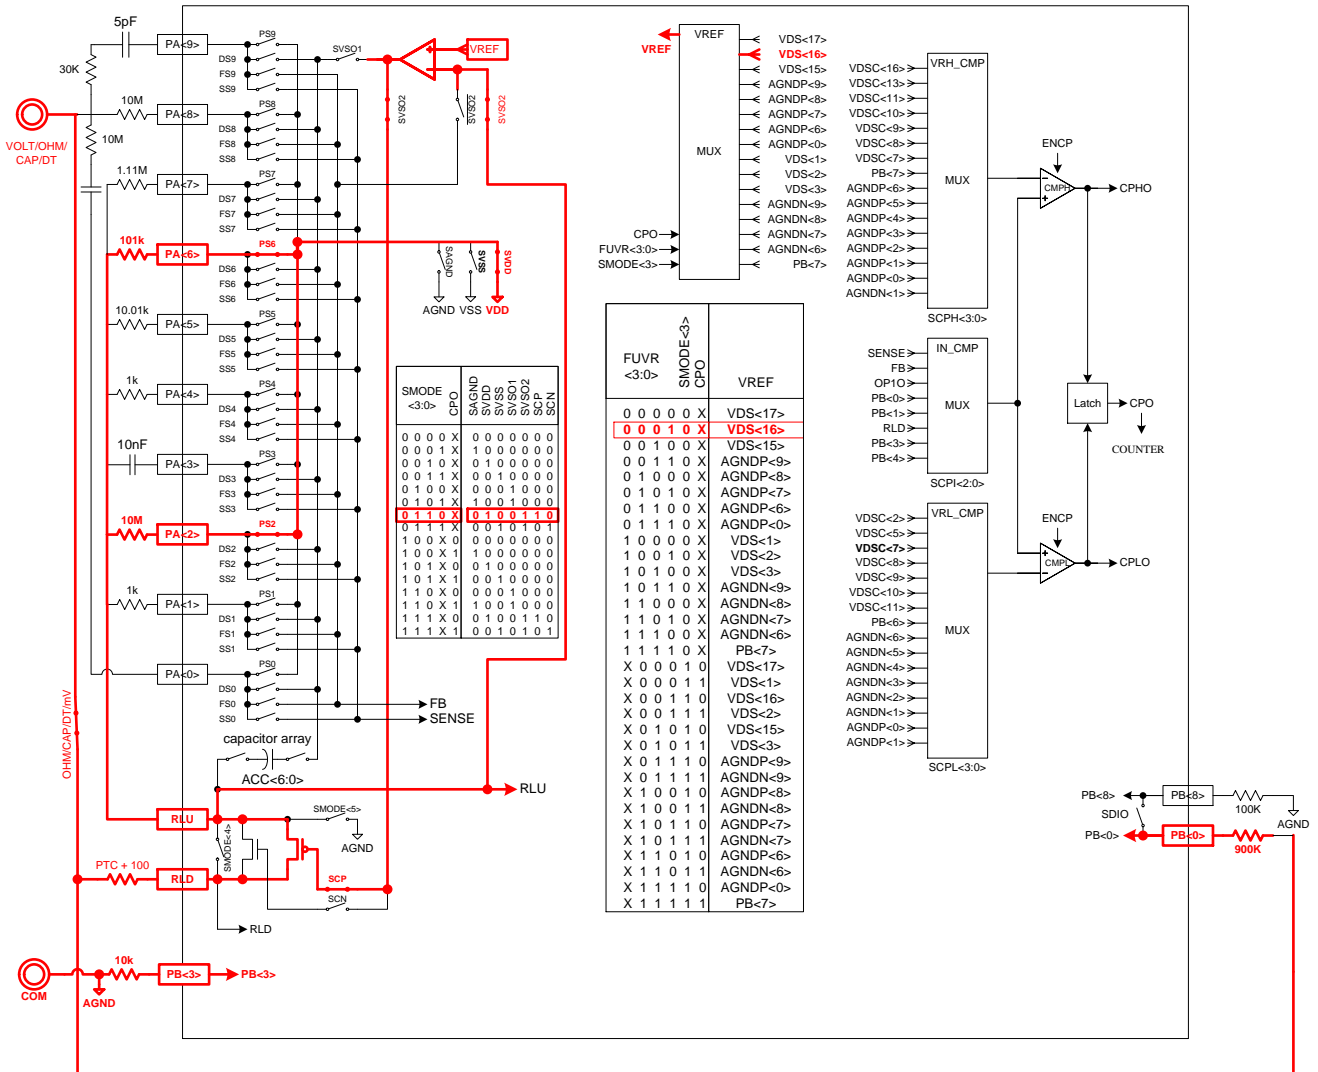 5pF
30K
10M
10M
VOLT/OHM/
CAP/DT
1.11M
101k
10.01k
1k
10nF
10M
1k
OHM/CAP/DT/mV
PTC + 100
COM
10k
AGND
PA<9>
PA<8>
PA<7>
PA<6>
PA<5>
PA<4>
PA<3>
PA<2>
PA<1>
PA<0>
RLU
RLD
PB<3>
PB<3>
PS9
DS9
FS9
SS9
PS8
DS8
FS8
SS8
PS7
DS7
FS7
SS7
PS6
DS6
FS6
SS6
PS5
DS5
FS5
SS5
PS4
DS4
FS4
SS4
PS3
DS3
FS3
SS3
PS2
DS2
FS2
SS2
PS1
DS1
FS1
SS1
PS0
DS0
FS0
SS0
FB
SENSE
capacitor array
ACC<6:0>
RLU
SMODE<5>
AGND
SMODE<4>
SCP
SCN
RLD
SVSO1
VREF
SVSO2
SVSO2
SVSO2
SAGND
SVSS
SVDD
AGND VSS VDD
SMODE
<3:0>
CPO
SAGND
SVDD
SVSS
SVSO1
SVSO2
SCP
SCN
0 0 0 0 X 0 0 0 0 0 0 0
0 0 0 1 X 1 0 0 0 0 0 0
0 0 1 0 X 0 1 0 0 0 0 0
0 0 1 1 X 0 0 1 0 0 0 0
0 1 0 0 X 0 0 0 1 0 0 0
0 1 0 1 X 1 0 0 1 0 0 0
0 1 1 0 X 0 1 0 0 1 1 0
0 1 1 1 X 0 0 1 0 1 0 1
1 0 0 X 0 0 1 0 0 0 0 0
1 0 0 X 1 0 0 1 0 0 0 0
1 0 1 X 0 0 1 0 0 0 0 0
1 0 1 X 1 1 0 0 0 0 0 0
1 1 0 X 0 0 1 0 1 0 0 0
1 1 0 X 1 0 0 1 1 0 0 0
1 1 1 X 0 0 1 0 0 1 1 0
1 1 1 X 1 0 0 1 0 1 0 1
VREF
VREF
MUX
CPO
FUVR<3:0>
SMODE<3>
VDS<17>
VDS<16>
VDS<15>
AGNDP<9>
AGNDP<8>
AGNDP<7>
AGNDP<6>
AGNDP<0>
VDS<1>
VDS<2>
VDS<3>
AGNDN<9>
AGNDN<8>
AGNDN<7>
AGNDN<6>
PB<7>
FUVR
<3:0>
SMODE<3>
CPO
VREF
0 0 0 0 0 X VDS<17>
0 0 0 1 0 X VDS<16>
0 0 1 0 0 X VDS<15>
0 0 1 1 0 X AGNDP<9>
0 1 0 0 0 X AGNDP<8>
0 1 0 1 0 X AGNDP<7>
0 1 1 0 0 X AGNDP<6>
0 1 1 1 0 X AGNDP<0>
1 0 0 0 0 X VDS<1>
1 0 0 1 0 X VDS<2>
1 0 1 0 0 X VDS<3>
1 0 1 1 0 X AGNDN<9>
1 1 0 0 0 X AGNDN<8>
1 1 0 1 0 X AGNDN<7>
1 1 1 0 0 X AGNDN<6>
1 1 1 1 0 X PB<7>
X 0 0 0 1 0 VDS<17>
X 0 0 0 1 1 VDS<1>
X 0 0 1 1 0 VDS<16>
X 0 0 1 1 1 VDS<2>
X 0 1 0 1 0 VDS<15>
X 0 1 0 1 1 VDS<3>
X 0 1 1 1 0 AGNDP<9>
X 0 1 1 1 1 AGNDN<9>
X 1 0 0 1 0 AGNDP<8>
X 1 0 0 1 1 AGNDN<8>
X 1 0 1 1 0 AGNDP<7>
X 1 0 1 1 1 AGNDN<7>
X 1 1 0 1 0 AGNDP<6>
X 1 1 0 1 1 AGNDN<6>
X 1 1 1 1 0 AGNDP<0>
X 1 1 1 1 1 PB<7>
VRH_CMP
MUX
VDSC<16>
VDSC<13>
VDSC<11>
VDSC<10>
VDSC<9>
VDSC<8>
VDSC<7>
PB<7>
AGNDP<6>
AGNDP<5>
AGNDP<4>
AGNDP<3>
AGNDP<2>
AGNDP<1>
AGNDP<0>
AGNDN<1>
SCPH<3:0>
IN_CMP
MUX
SENSE
FB
OP1O
PB<0>
PB<1>
RLD
PB<3>
PB<4>
SCPI<2:0>
VRL_CMP
MUX
VDSC<2>
VDSC<5>
VDSC<7>
VDSC<8>
VDSC<9>
VDSC<10>
VDSC<11>
PB<6>
AGNDN<6>
AGNDN<5>
AGNDN<4>
AGNDN<3>
AGNDN<2>
AGNDN<1>
AGNDP<0>
AGNDP<1>
SCPL<3:0>
ENCP
CMPH
CPHO
Latch
CPO
COUNTER
ENCP
CMPL
CPLO
PB<8>
PB<8>
100K
AGND
SDIO
PB<0>
PB<0>
900K